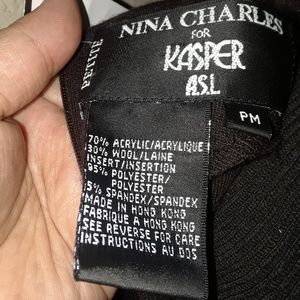 PETITE
NINA CHARLES
FOR
KASPER
A.S.L
PM
70% ACRYLIC/ACRYLIQUE
30% WOOL/LAINE
INSERT/INSERTION
95% POLYESTER/
POLYESTER
5% SPANDEX/SPANDEX
MADE IN HONG KONG
FABRIQUE A HONG KONG
SEE REVERSE FOR CARE
INSTRUCTIONS AU DOS